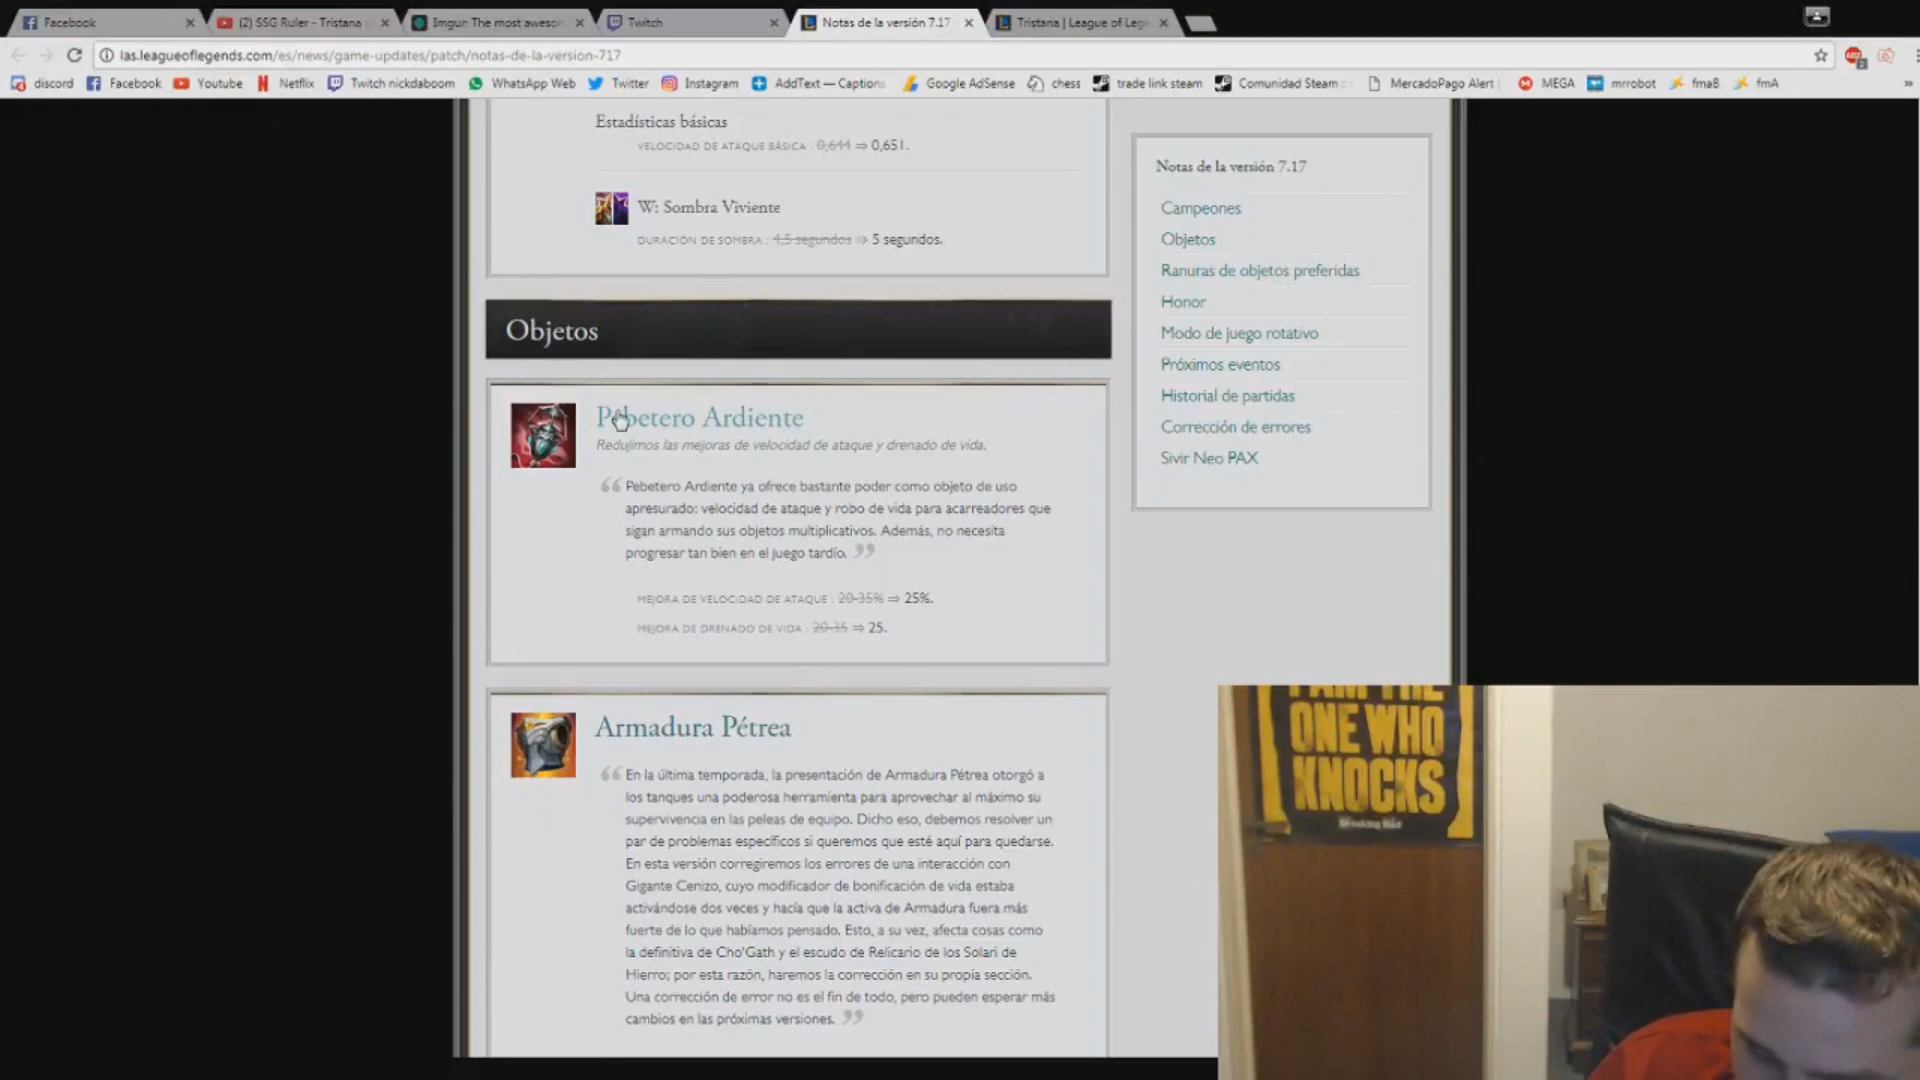 Facebook
(2) SSG Ruler - Tristana
Imgur: The most aweson
Twitch
Notas de la versión 7.17
Tristana | League of Lege
las.leagueoflegends.com/es/news/game-updates/patch/notas-de-la-version-717
discord
Facebook
Youtube
Netflix
Twitch nickdaboom
WhatsApp Web
Twitter
Instagram
AddText — Captions
Google AdSense
chess
trade link steam
Comunidad Steam
MercadoPago Alert
MEGA
mrrobot
fmaB
fmA
Estadísticas básicas
VELOCIDAD DE ATAQUE BÁSICA : 0,644 ⇒ 0,651.
W: Sombra Viviente
DURACIÓN DE SOMBRA : 4,5 segundos ⇒ 5 segundos.
Objetos
Pebetero Ardiente
Redujimos las mejoras de velocidad de ataque y drenado de vida.
“ Pebetero Ardiente ya ofrece bastante poder como objeto de uso
apresurado: velocidad de ataque y robo de vida para acarreadores que
sigan armando sus objetos multiplicativos. Además, no necesita
progresar tan bien en el juego tardío. ”
MEJORA DE VELOCIDAD DE ATAQUE : 20-35% ⇒ 25%.
MEJORA DE DRENADO DE VIDA : 20-35 ⇒ 25.
Armadura Pétrea
“ En la última temporada, la presentación de Armadura Pétrea otorgó a
los tanques una poderosa herramienta para aprovechar al máximo su
supervivencia en las peleas de equipo. Dicho eso, debemos resolver un
par de problemas específicos si queremos que esté aquí para quedarse.
En esta versión corregiremos los errores de una interacción con
Gigante Cenizo, cuyo modificador de bonificación de vida estaba
activándose dos veces y hacía que la activa de Armadura fuera más
fuerte de lo que habíamos pensado. Esto, a su vez, afecta cosas como
la definitiva de Cho'Gath y el escudo de Relicario de los Solari de
Hierro; por esta razón, haremos la corrección en su propia sección.
Una corrección de error no es el fin de todo, pero pueden esperar más
cambios en las próximas versiones. ”
Notas de la versión 7.17
Campeones
Objetos
Ranuras de objetos preferidas
Honor
Modo de juego rotativo
Próximos eventos
Historial de partidas
Corrección de errores
Sivir Neo PAX
I AM THE
ONE WHO
KNOCKS
Breaking Bad